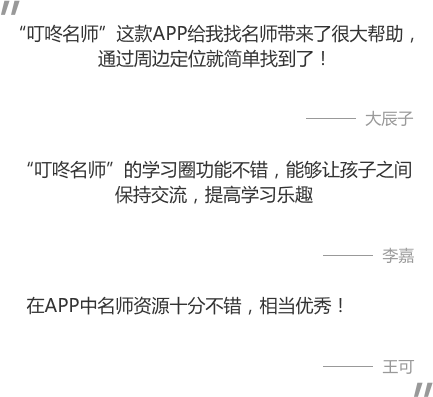 "
“叮咚名师”这款APP给我找名师带来了很大帮助，
通过周边定位就简单找到了！
—— 大辰子
“叮咚名师”的学习圈功能不错，能够让孩子之间
保持交流，提高学习乐趣
—— 李嘉
在APP中名师资源十分不错，相当优秀！
—— 王可
"